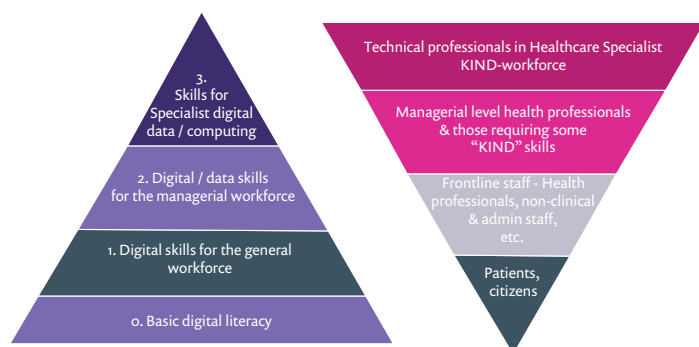 3.
Skills for
Specialist digital
data / computing
2. Digital / data skills
for the managerial workforce
1. Digital skills for the general
workforce
0. Basic digital literacy
Technical professionals in Healthcare Specialist
KIND-workforce
Managerial level health professionals
& those requiring some
“KIND” skills
Frontline staff - Health
professionals, non-clinical
& admin staff,
etc.
Patients,
citizens